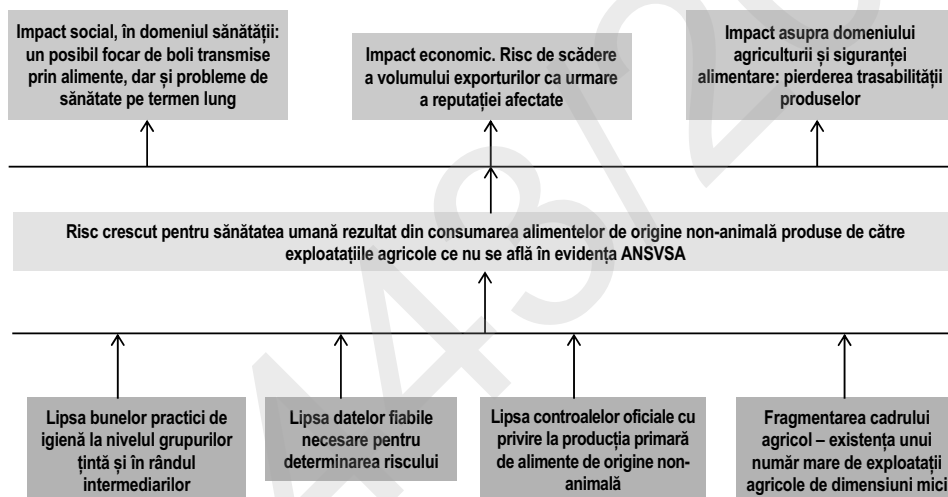 Impact social, în domeniul sănătății:
un posibil focar de boli transmise
prin alimente, dar și probleme de
sănătate pe termen lung
Impact economic. Risc de scădere
a volumului exporturilor ca urmare
a reputației afectate
Impact asupra domeniului
agriculturii și siguranței
alimentare: pierderea trasabilității
produselor
Risc crescut pentru sănătatea umană rezultat din consumarea alimentelor de origine non-animală produse de către
exploatațiile agricole ce nu se află în evidența ANSVSA
Lipsa bunelor practici de
igienă la nivelul grupurilor
țintă și în rândul
intermediarilor
Lipsa datelor fiabile
necesare pentru
determinarea riscului
Lipsa controalelor oficiale cu
privire la producția primară
de alimente de origine non-
animală
Fragmentarea cadrului
agricol – existența unui
număr mare de exploatații
agricole de dimensiuni mici